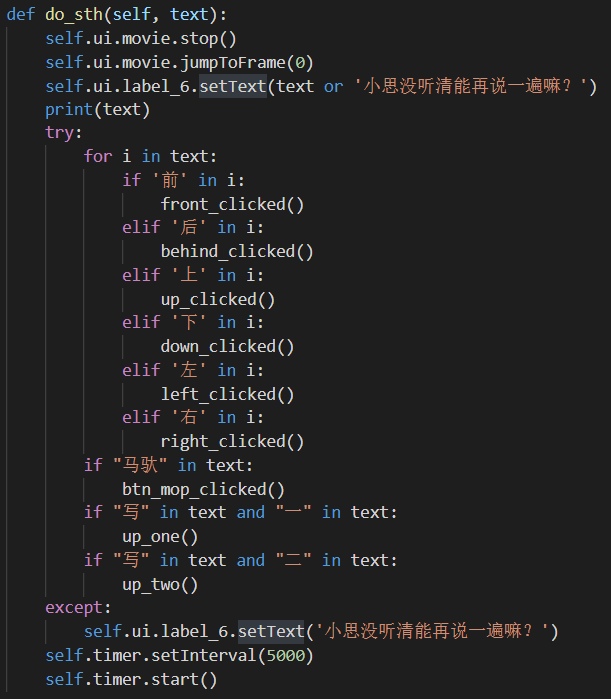 def do_sth(self, text):
    self.ui.movie.stop()
    self.ui.movie.jumpToFrame(0)
    self.ui.label_6.setText(text or '小思没听清能再说一遍嘛？')
    print(text)
    try:
        for i in text:
            if '前' in i:
                front_clicked()
            elif '后' in i:
                behind_clicked()
            elif '上' in i:
                up_clicked()
            elif '下' in i:
                down_clicked()
            elif '左' in i:
                left_clicked()
            elif '右' in i:
                right_clicked()
        if "马驮" in text:
            btn_mop_clicked()
        if "写" in text and "一" in text:
            up_one()
        if "写" in text and "二" in text:
            up_two()
    except:
        self.ui.label_6.setText('小思没听清能再说一遍嘛？')
    self.timer.setInterval(5000)
    self.timer.start()